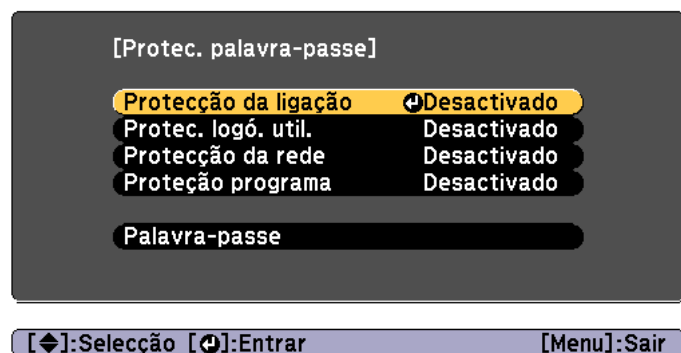 [Protec. palavra-passe]
Protecção da ligação Desactivado
Protec. logó. util. Desactivado
Protecção da rede Desactivado
Proteção programa Desactivado
Palavra-passe
[]:Selecção []:Entrar [Menu]:Sair